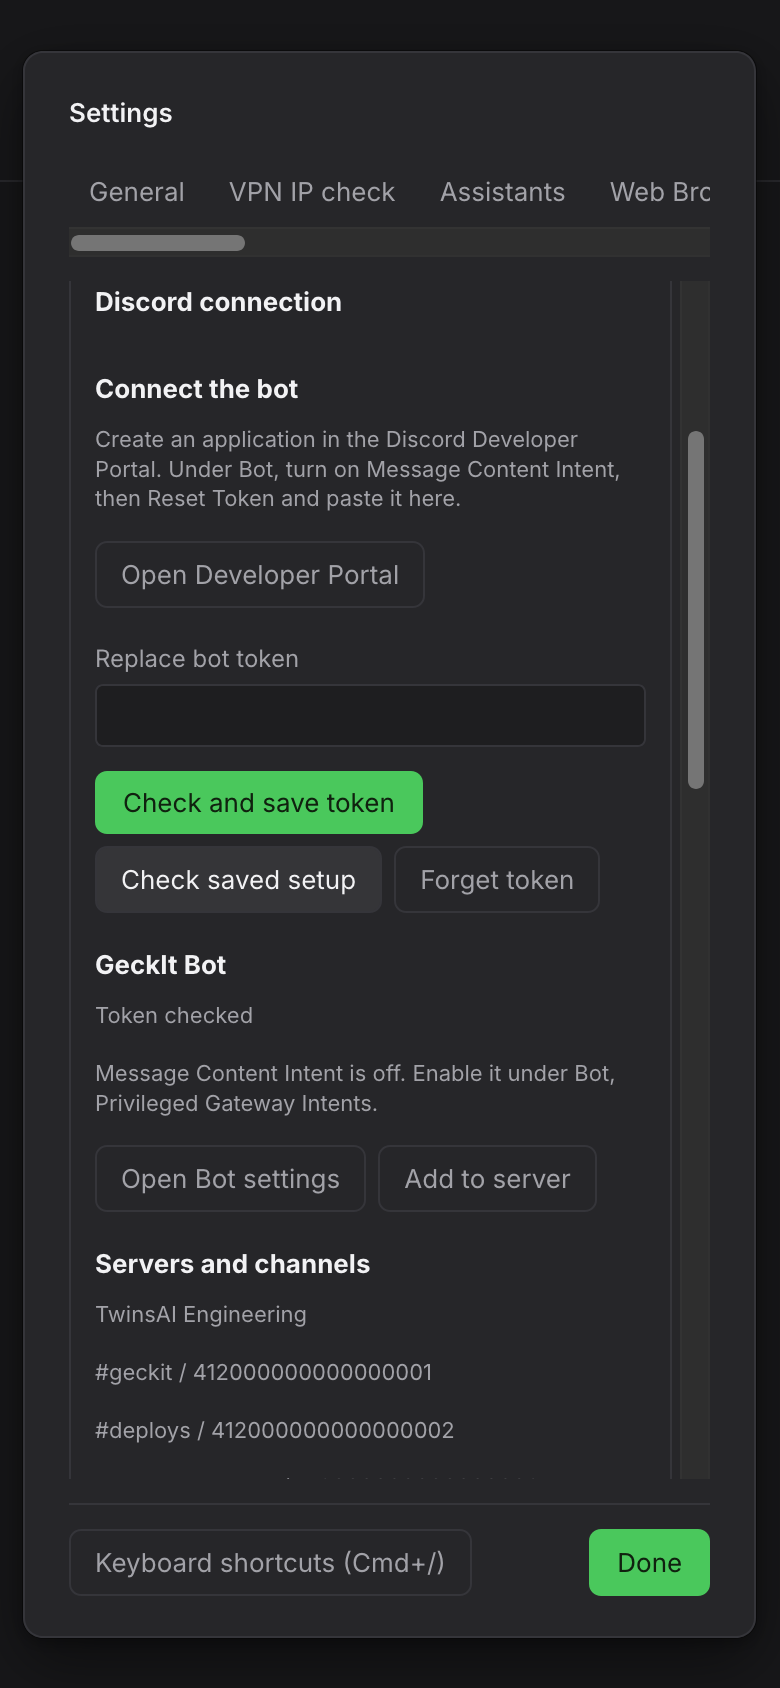 Settings
General VPN IP check Assistants Web Bro
Discord connection
Connect the bot
Create an application in the Discord Developer
Portal. Under Bot, turn on Message Content Intent,
then Reset Token and paste it here.
Open Developer Portal
Replace bot token
Check and save token
Check saved setup Forget token
GeckIt Bot
Token checked
Message Content Intent is off. Enable it under Bot,
Privileged Gateway Intents.
Open Bot settings Add to server
Servers and channels
TwinsAI Engineering
#geckit / 412000000000000001
#deploys / 412000000000000002
Keyboard shortcuts (Cmd+/) Done